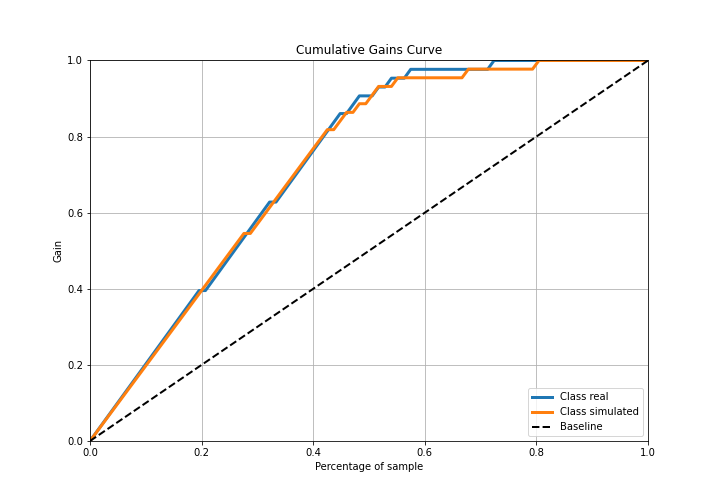 Cumulative Gains Curve
1.0
0.8
0.6
0.4
0.2
0.0
Gain
0.0 0.2 0.4 0.6 0.8 1.0
Percentage of sample
Class real
Class simulated
Baseline